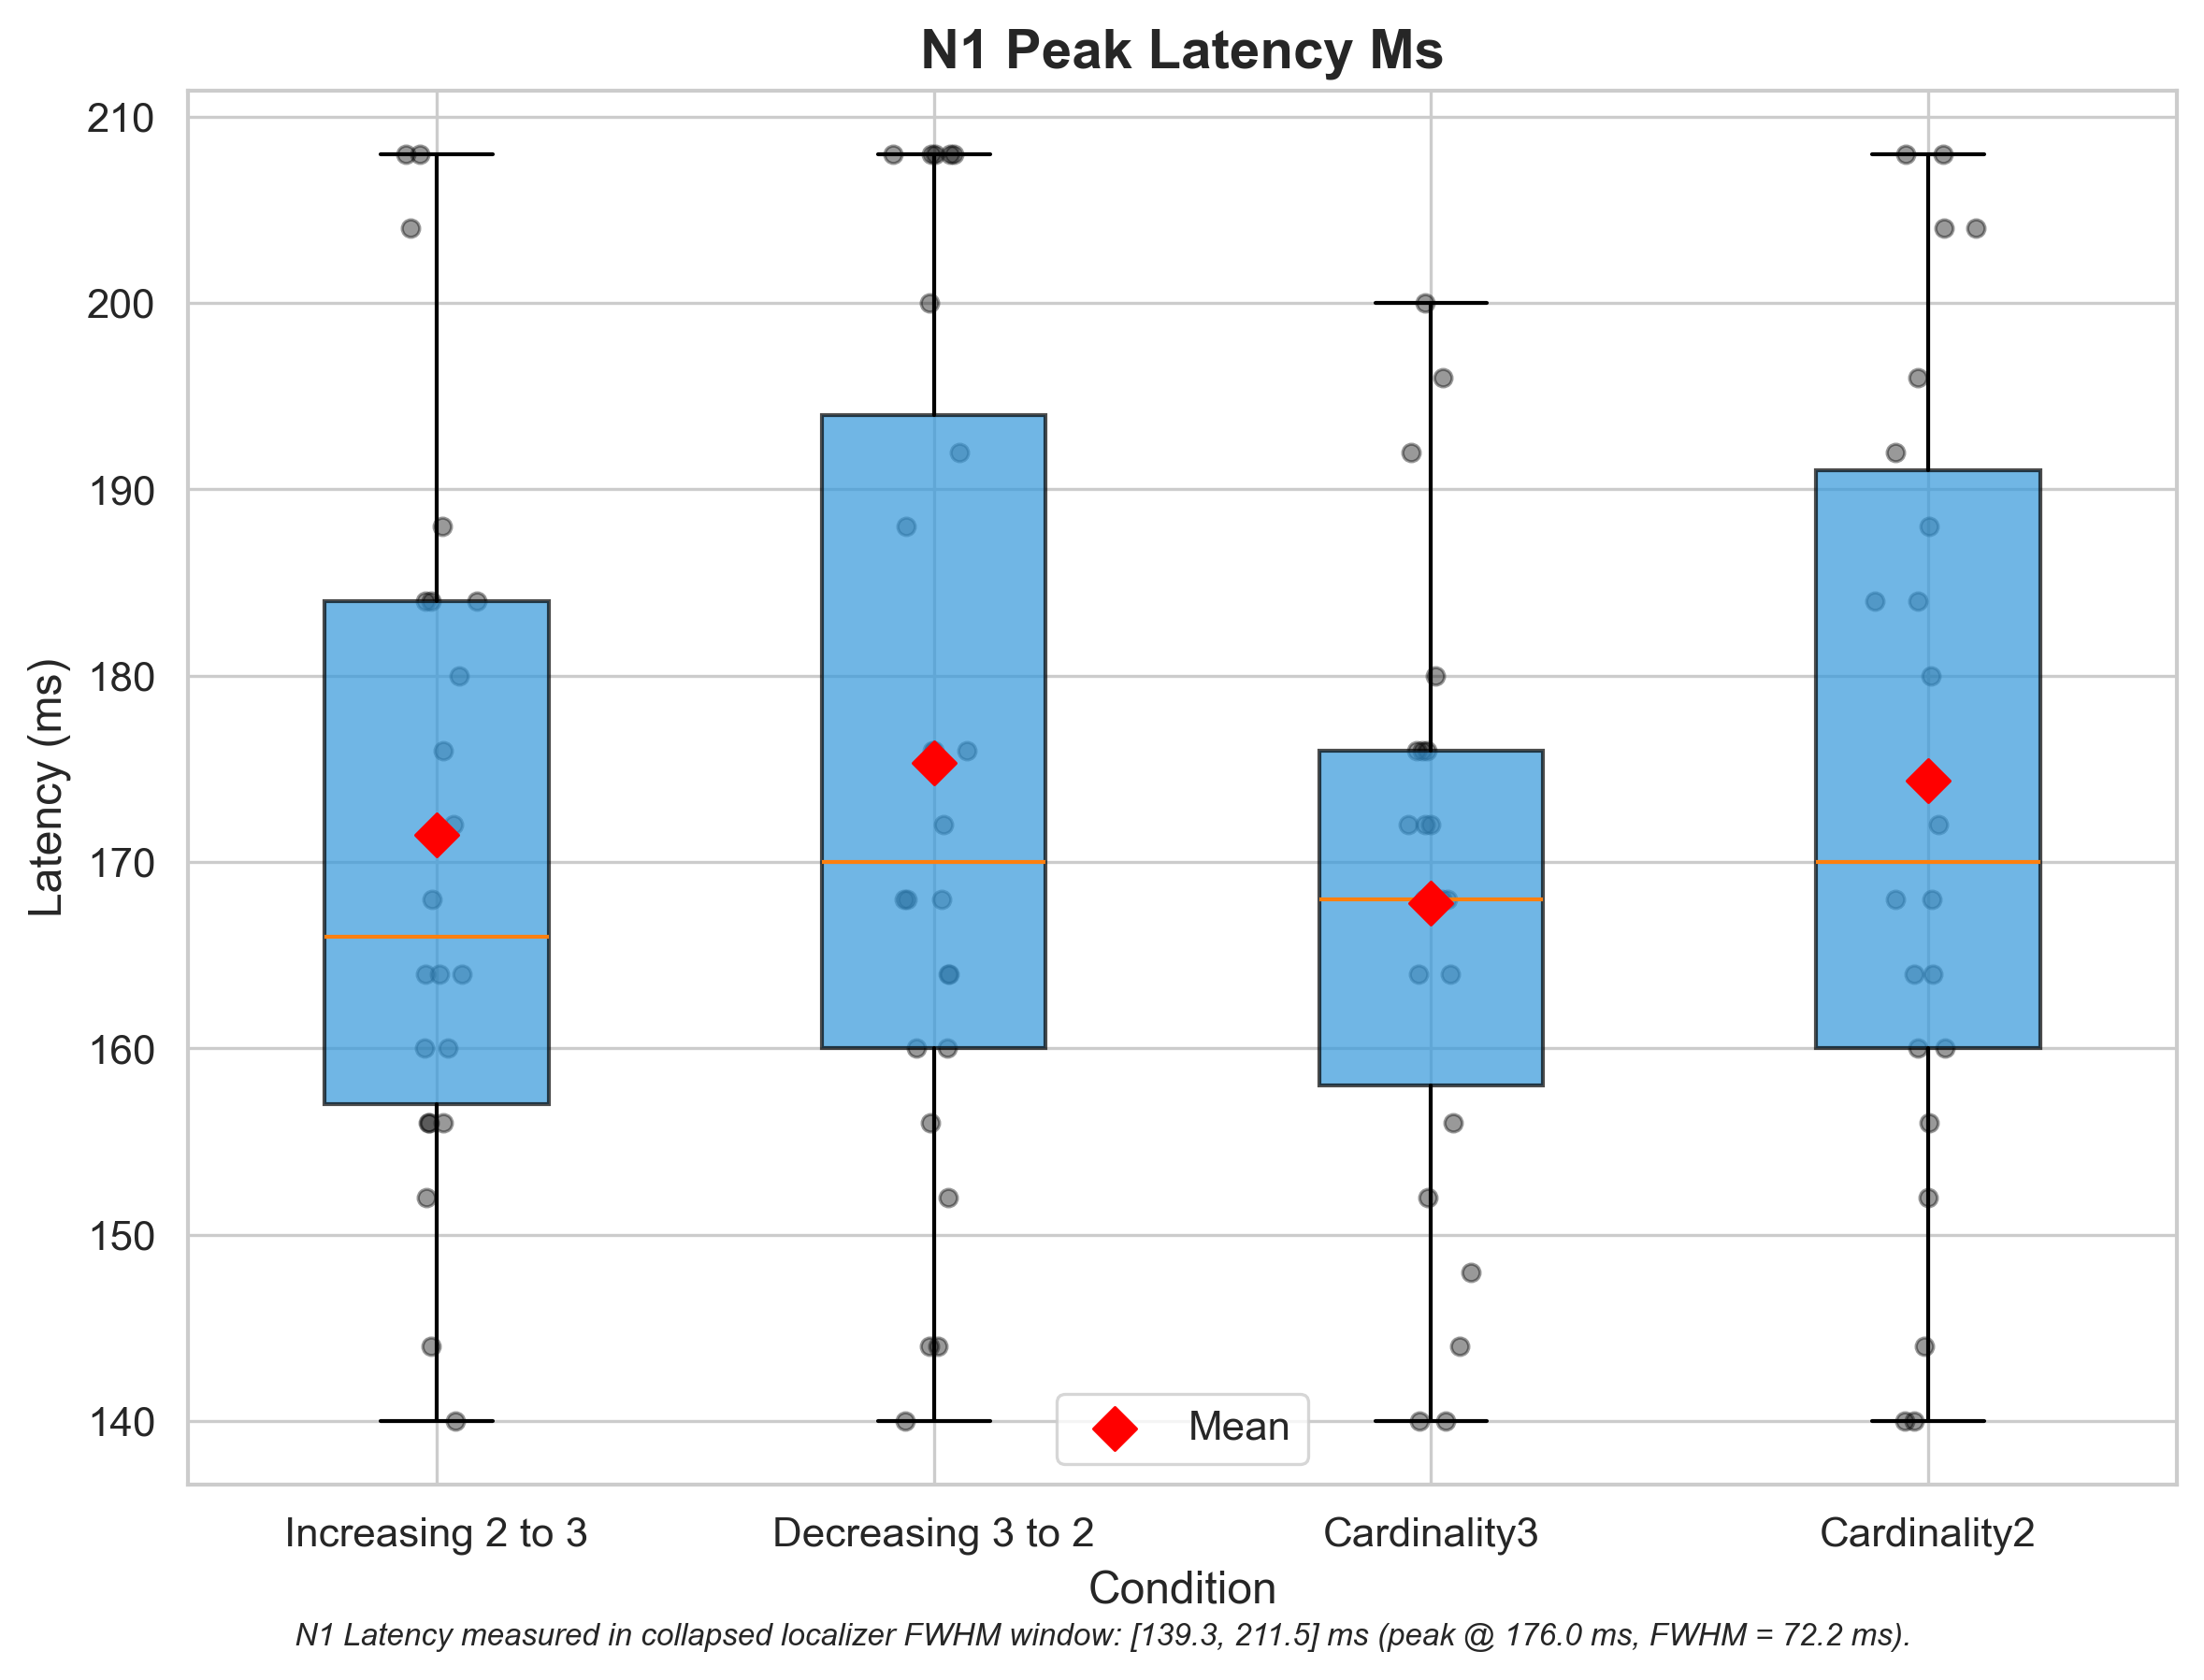 N1 Peak Latency Ms
210
200
190
180
170
160
150
140
Latency (ms)
Mean
Increasing 2 to 3
Decreasing 3 to 2
Cardinality3
Cardinality2
Condition
N1 Latency measured in collapsed localizer FWHM window: [139.3, 211.5] ms (peak @ 176.0 ms, FWHM = 72.2 ms).